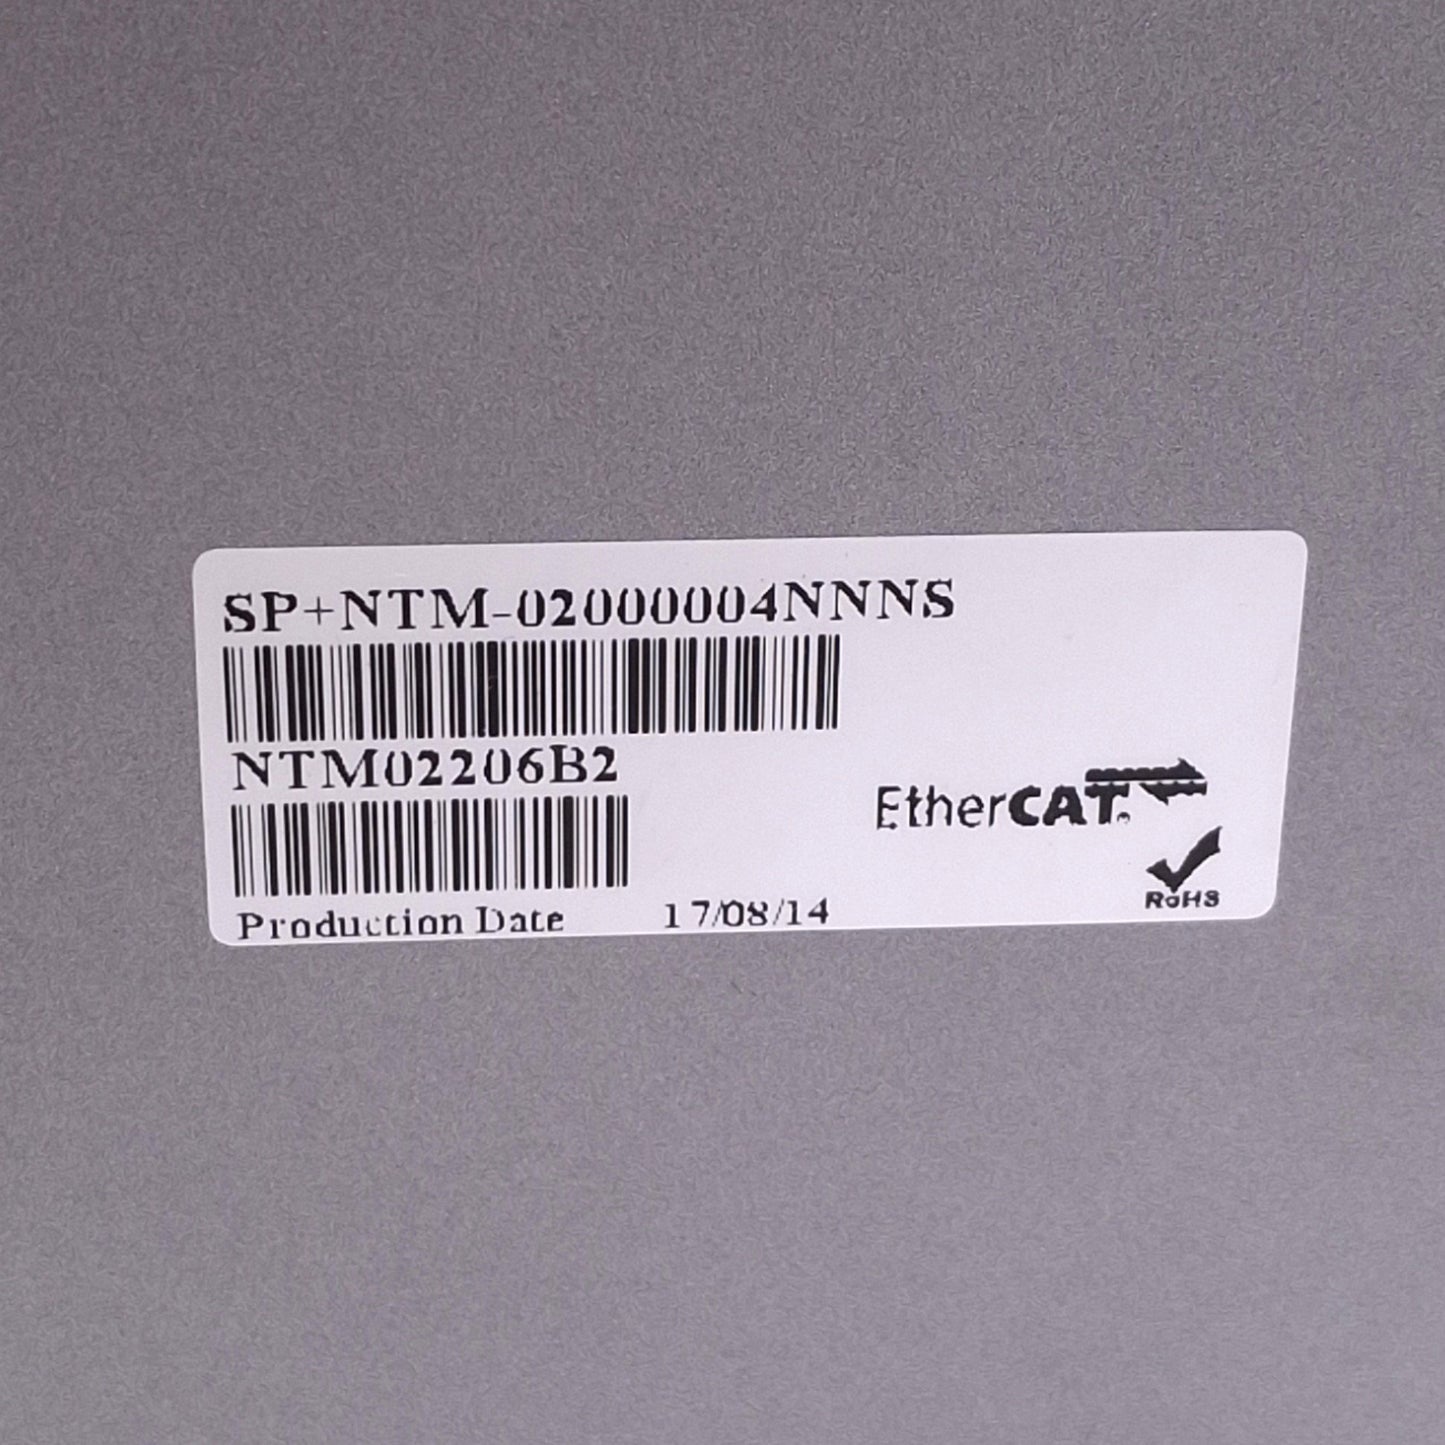 SP+NTM-02000004NNNS
NTM02206B2
EtherCAT
RoHS
Production Date 17/08/14